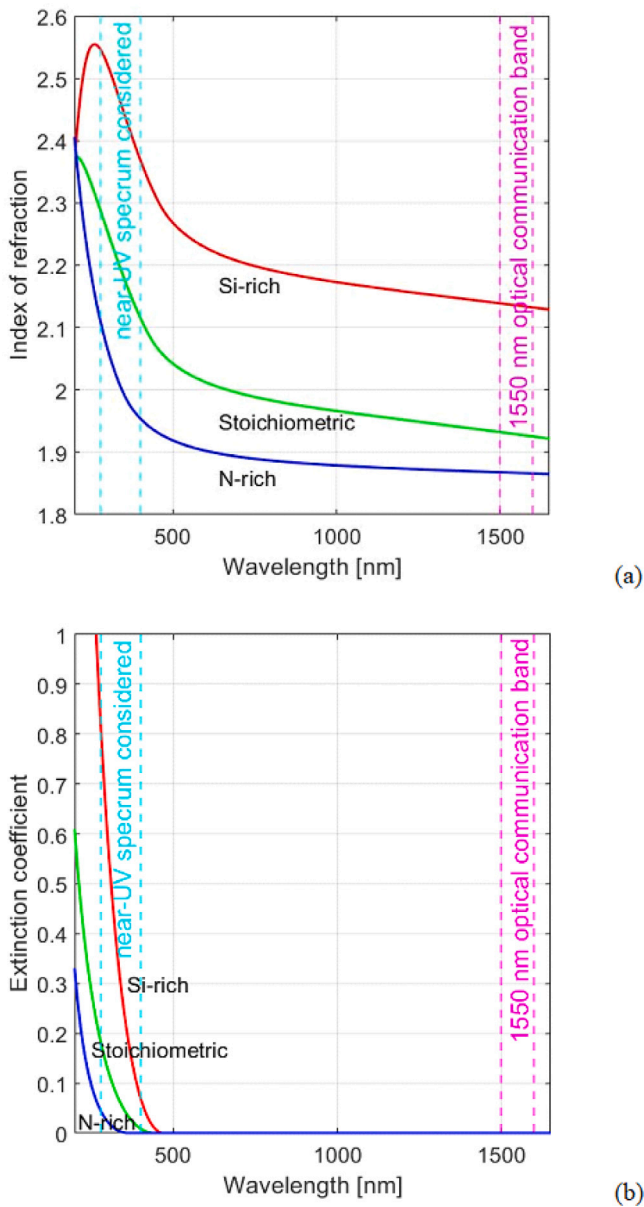 2.6
2.5
2.4
2.3
2.2
2.1
2
1.9
1.8
Index of refraction
near-UV specrum considered
1550 nm optical communication band
Si-rich
Stoichiometric
N-rich
500
1000
1500
Wavelength [nm]
(a)
1
0.9
0.8
0.7
0.6
0.5
0.4
0.3
0.2
0.1
0
Extinction coefficient
near-UV specrum considered
1550 nm optical communication band
Si-rich
Stoichiometric
N-rich
500
1000
1500
Wavelength [nm]
(b)